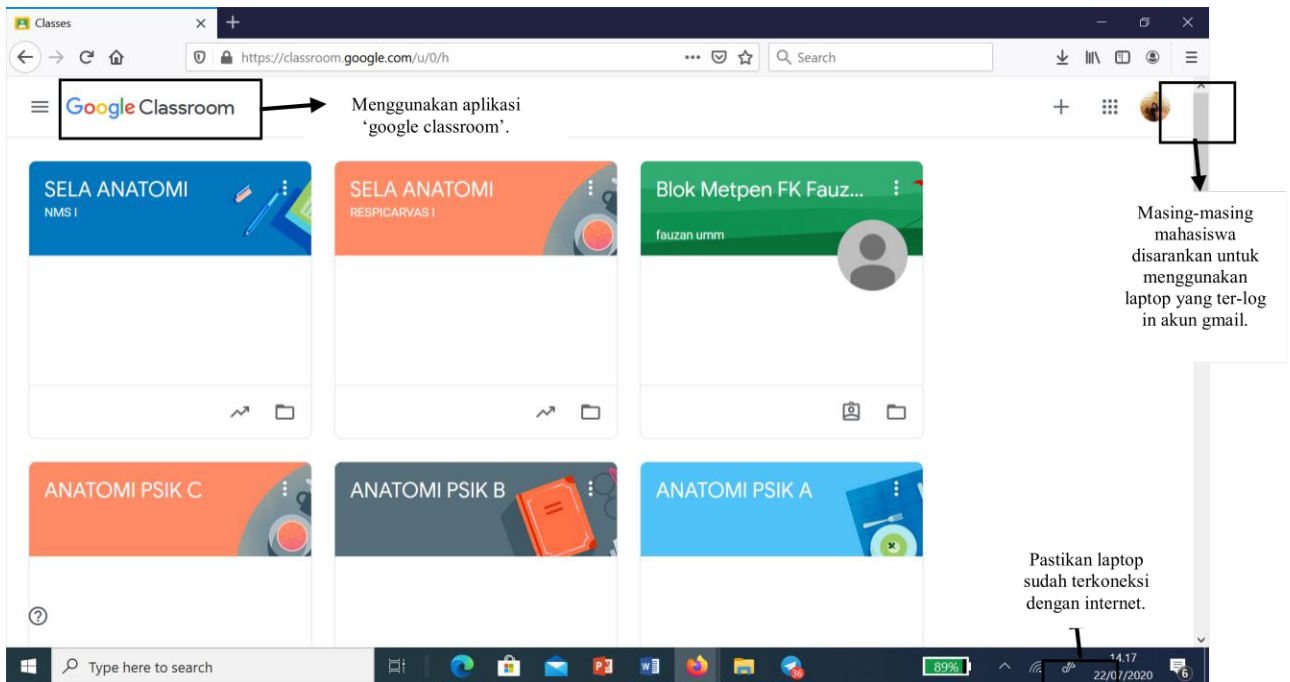 Classes
https://classroom.google.com/u/0/h
Search
Google Classroom
Menggunakan aplikasi
‘google classroom’.
SELA ANATOMI
NMS I
SELA ANATOMI
RESPICARVAS I
Blok Metpen FK Fauz...
fauzan umm
Masing-masing
mahasiswa
disarankan untuk
menggunakan
laptop yang ter-log
in akun gmail.
ANATOMI PSIK C
ANATOMI PSIK B
ANATOMI PSIK A
Pastikan laptop
sudah terkoneksi
dengan internet.
Type here to search
89%
36
14.17
22/07/2020
6